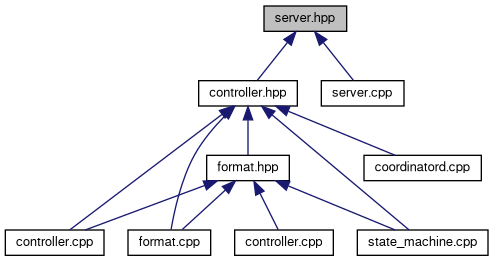 server.hpp
controller.hpp
server.cpp
format.hpp
coordinatord.cpp
controller.cpp
format.cpp
controller.cpp
state_machine.cpp